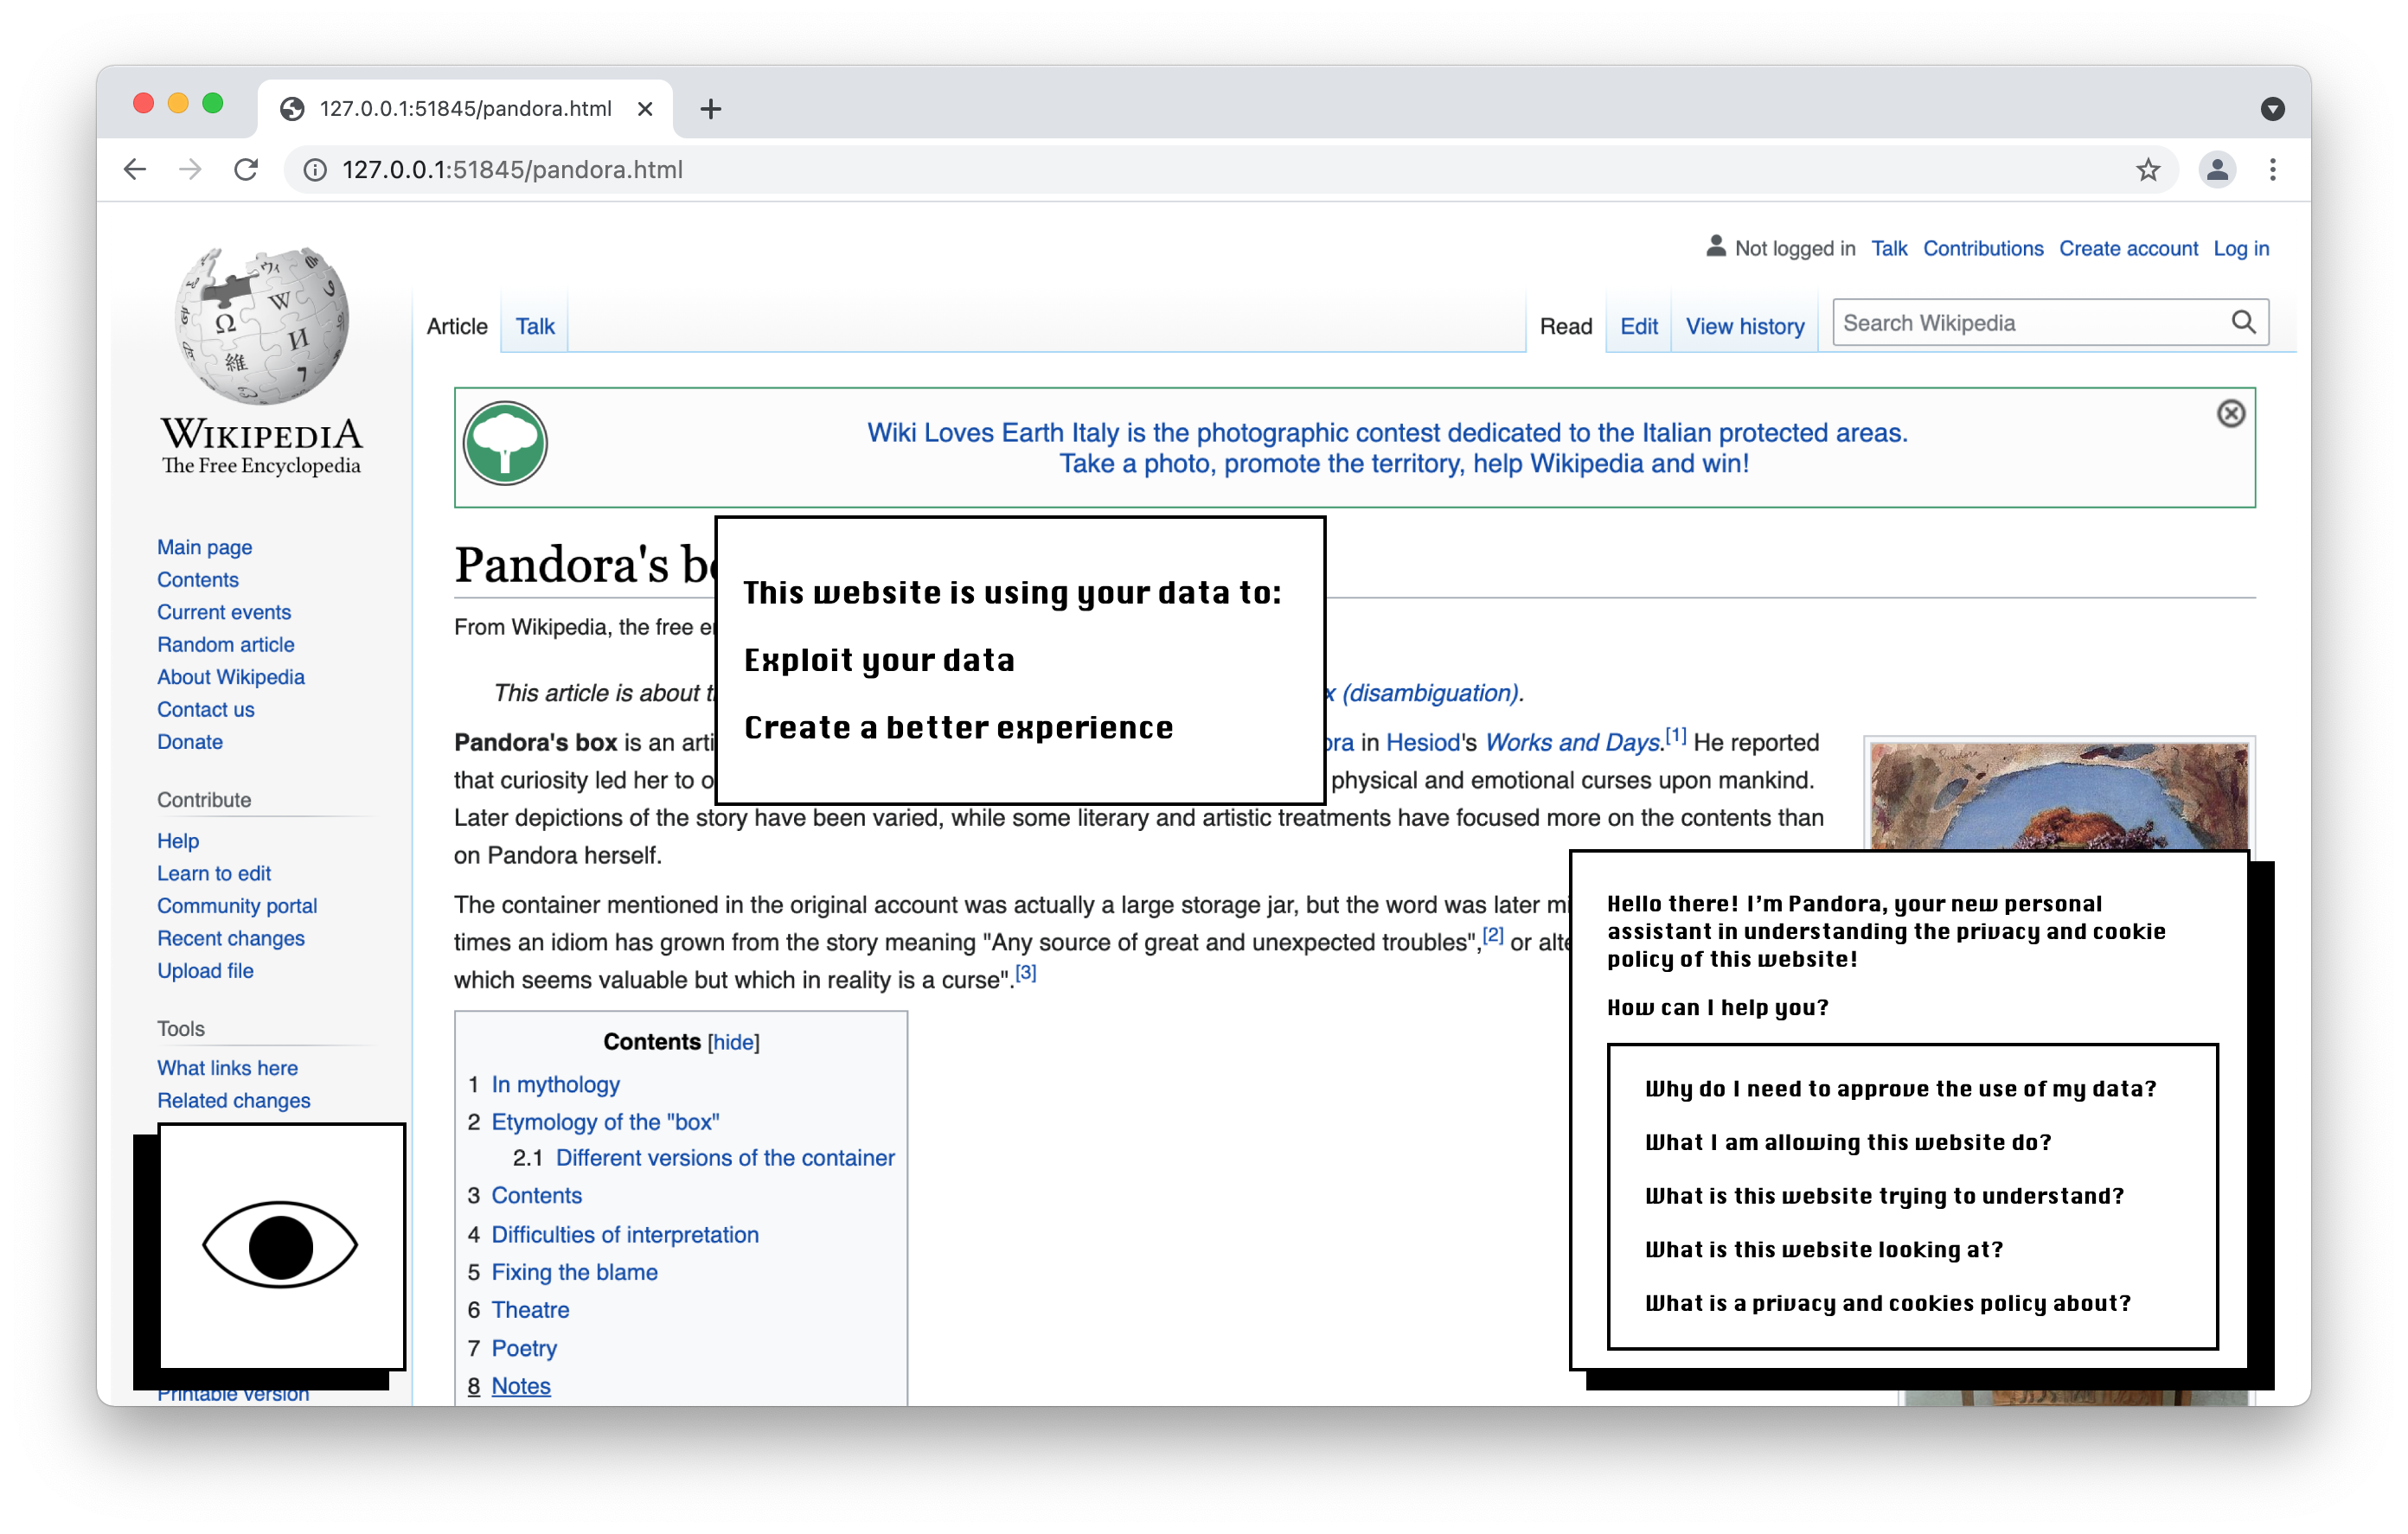 127.0.0.1:51845/pandora.html
127.0.0.1:51845/pandora.html
Not logged in Talk Contributions Create account Log in
Article Talk
Read Edit View history Search Wikipedia
WIKIPEDIA
The Free Encyclopedia
Main page
Contents
Current events
Random article
About Wikipedia
Contact us
Donate
Contribute
Help
Learn to edit
Community portal
Recent changes
Upload file
Tools
What links here
Related changes
Printable version
Wiki Loves Earth Italy is the photographic contest dedicated to the Italian protected areas.
Take a photo, promote the territory, help Wikipedia and win!
Pandora's
From Wikipedia, the free
This article is about
(disambiguation).
Pandora's box is an
in Hesiod's Works and Days.[1] He reported
that curiosity led her to
physical and emotional curses upon mankind.
Later depictions of the story have been varied, while some literary and artistic treatments have focused more on the contents than
on Pandora herself.
The container mentioned in the original account was actually a large storage jar, but the word was later
times an idiom has grown from the story meaning "Any source of great and unexpected troubles",[2] or
which seems valuable but which in reality is a curse".[3]
Contents [hide]
1 In mythology
2 Etymology of the "box"
2.1 Different versions of the container
3 Contents
4 Difficulties of interpretation
5 Fixing the blame
6 Theatre
7 Poetry
8 Notes
This website is using your data to:
Exploit your data
Create a better experience
Hello there! I'm Pandora, your new personal
assistant in understanding the privacy and cookie
policy of this website!
How can I help you?
Why do I need to approve the use of my data?
What I am allowing this website do?
What is this website trying to understand?
What is this website looking at?
What is a privacy and cookies policy about?